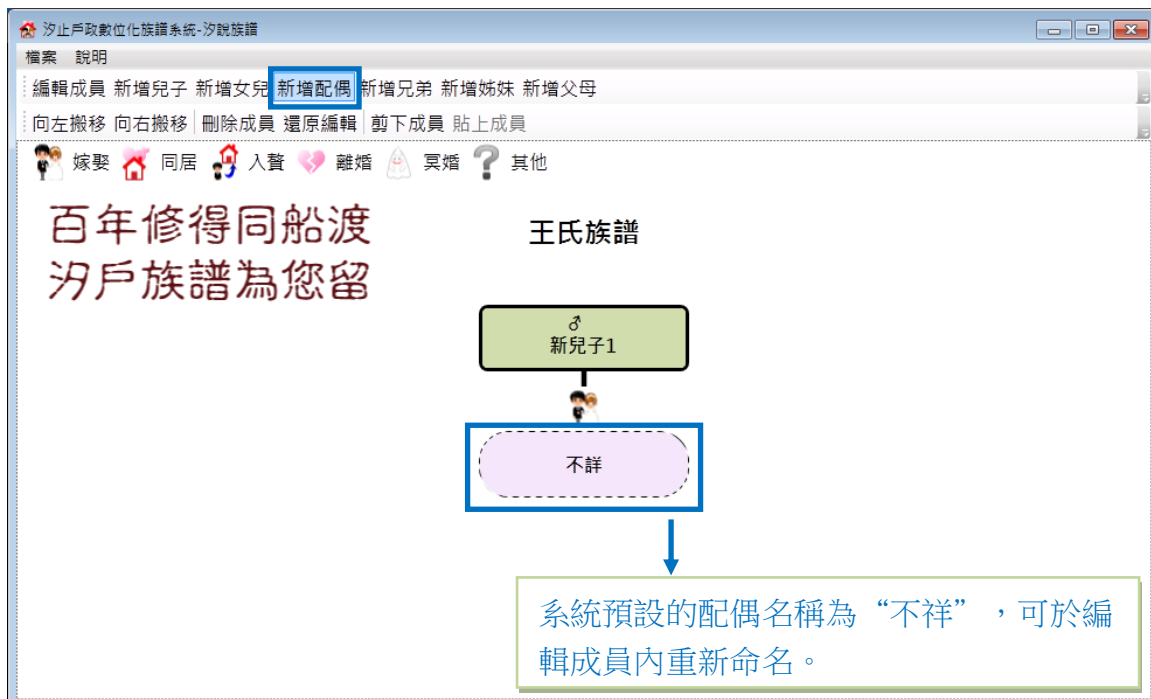 汐止戶政數位化族譜系統-汐說族譜
檔案 說明
編輯成員 新增兒子 新增女兒 新增配偶 新增兄弟 新增姊妹 新增父母
向左搬移 向右搬移 刪除成員 還原編輯 剪下成員 貼上成員
嫁娶 同居 入贅 離婚 冥婚 其他
百年修得同船渡
汐戶族譜為您留
王氏族譜
♂
新兒子1
不詳
系統預設的配偶名稱為“不祥”，可於編
輯成員內重新命名。